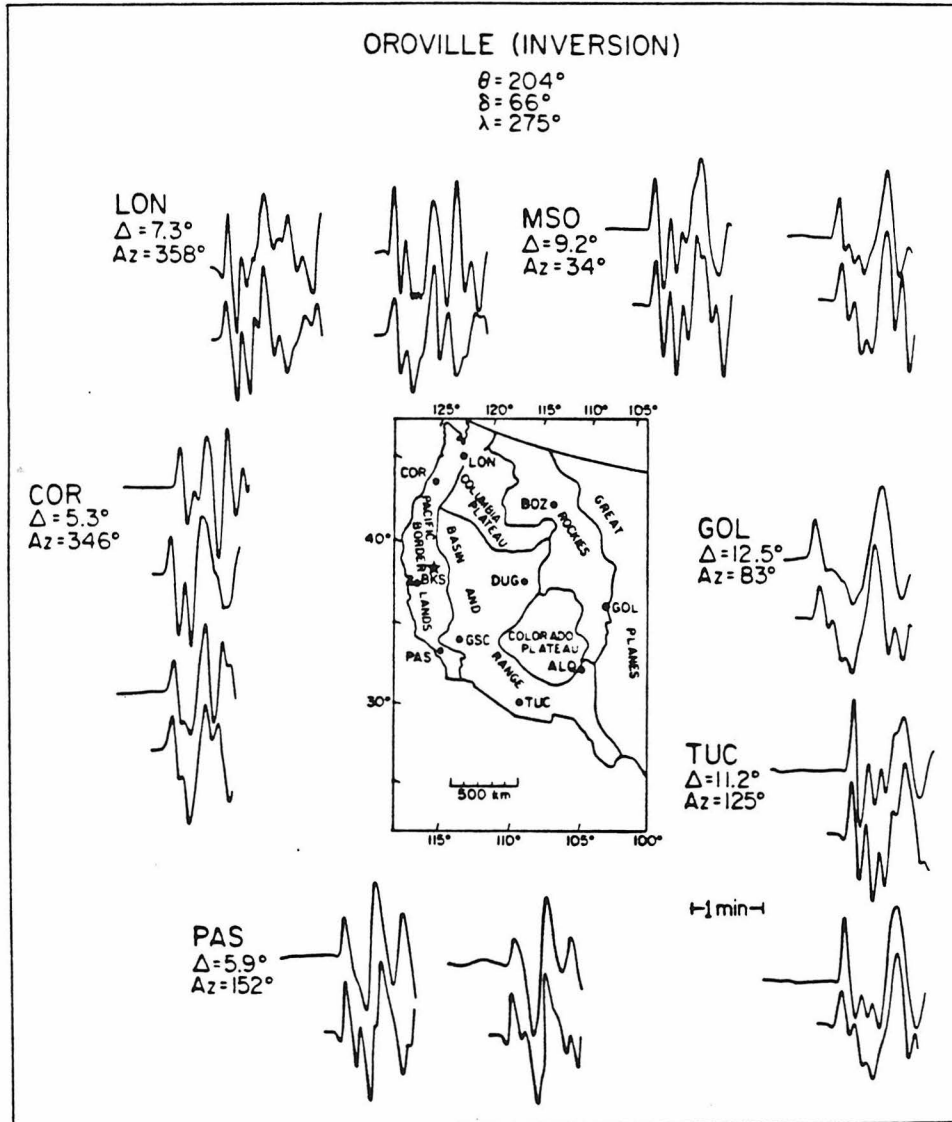 OROVILLE (INVERSION)
θ = 204°
δ = 66°
λ = 275°
LON
Δ = 7.3°
Az = 358°
MSO
Δ = 9.2°
Az = 34°
COR
Δ = 5.3°
Az = 346°
125° 120° 115° 110° 105°
LON
COR
COLUMBIA
PLATEAU
BOZ
ROCKIES
GREAT
PLANES
PACIFIC
BORDER
LANDS
BASIN
AND
RANGE
40°
BKS
DUG
GOL
GSC
COLORADO
PLATEAU
PAS
ALQ
30°
TUC
500 km
115° 110° 105° 100°
GOL
Δ = 12.5°
Az = 83°
TUC
Δ = 11.2°
Az = 125°
1 min
PAS
Δ = 5.9°
Az = 152°